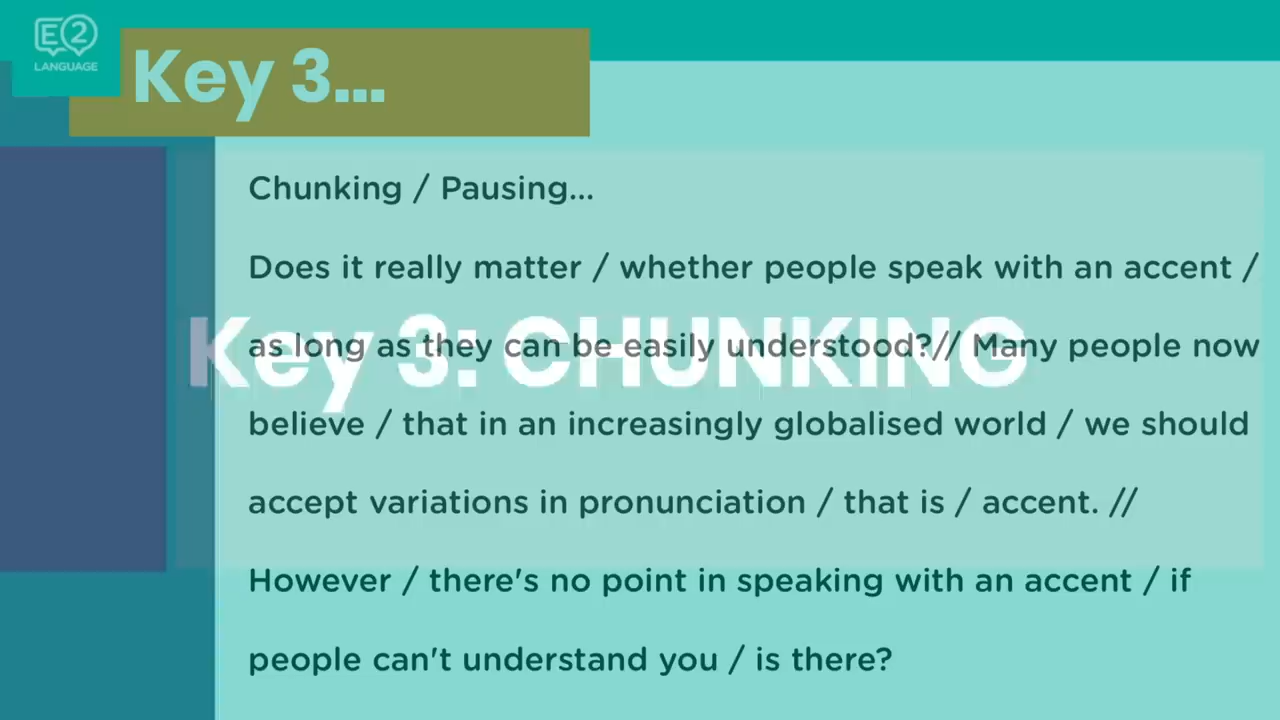 E2
LANGUAGE
Key 3...
Chunking / Pausing...
Does it really matter / whether people speak with an accent /
as long as they can be easily understood?// Many people now
Key 3: CHUNKING
believe / that in an increasingly globalised world / we should
accept variations in pronunciation / that is / accent. //
However / there's no point in speaking with an accent / if
people can't understand you / is there?